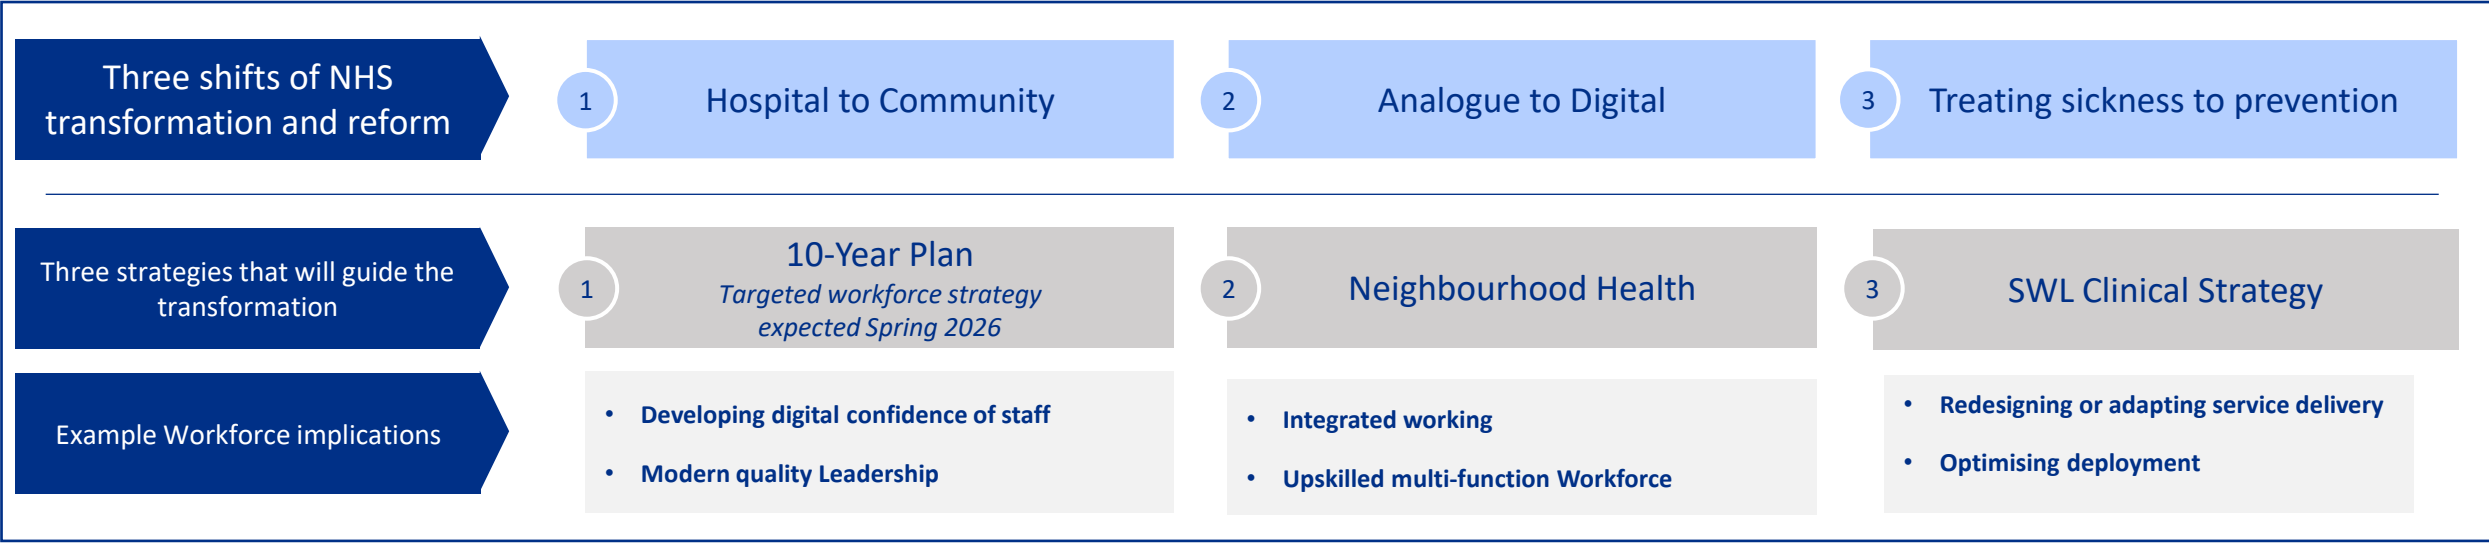 Three shifts of NHS
transformation and reform
1
Hospital to Community
2
Analogue to Digital
3
Treating sickness to prevention
Three strategies that will guide the
transformation
1
10-Year Plan
Targeted workforce strategy
expected Spring 2026
2
Neighbourhood Health
3
SWL Clinical Strategy
Example Workforce implications
• Developing digital confidence of staff
• Modern quality Leadership
• Integrated working
• Upskilled multi-function Workforce
• Redesigning or adapting service delivery
• Optimising deployment